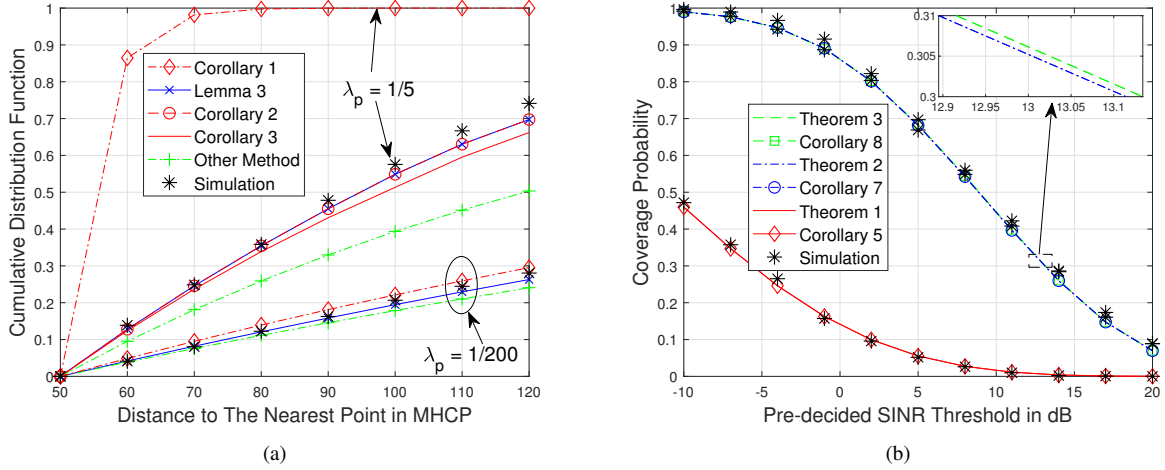 Cumulative Distribution Function
1
0.9
0.8
0.7
0.6
0.5
0.4
0.3
0.2
0.1
0
50
60
70
80
90
100
110
120
Distance to The Nearest Point in MHCP
Corollary 1
Lemma 3
Corollary 2
Corollary 3
Other Method
Simulation
λp = 1/5
λp = 1/200
(a)
Coverage Probability
1
0.9
0.8
0.7
0.6
0.5
0.4
0.3
0.2
0.1
0
-10
-5
0
5
10
15
20
Pre-decided SINR Threshold in dB
0.31
0.305
0.3
12.9
12.95
13
13.05
13.1
Theorem 3
Corollary 8
Theorem 2
Corollary 7
Theorem 1
Corollary 5
Simulation
(b)